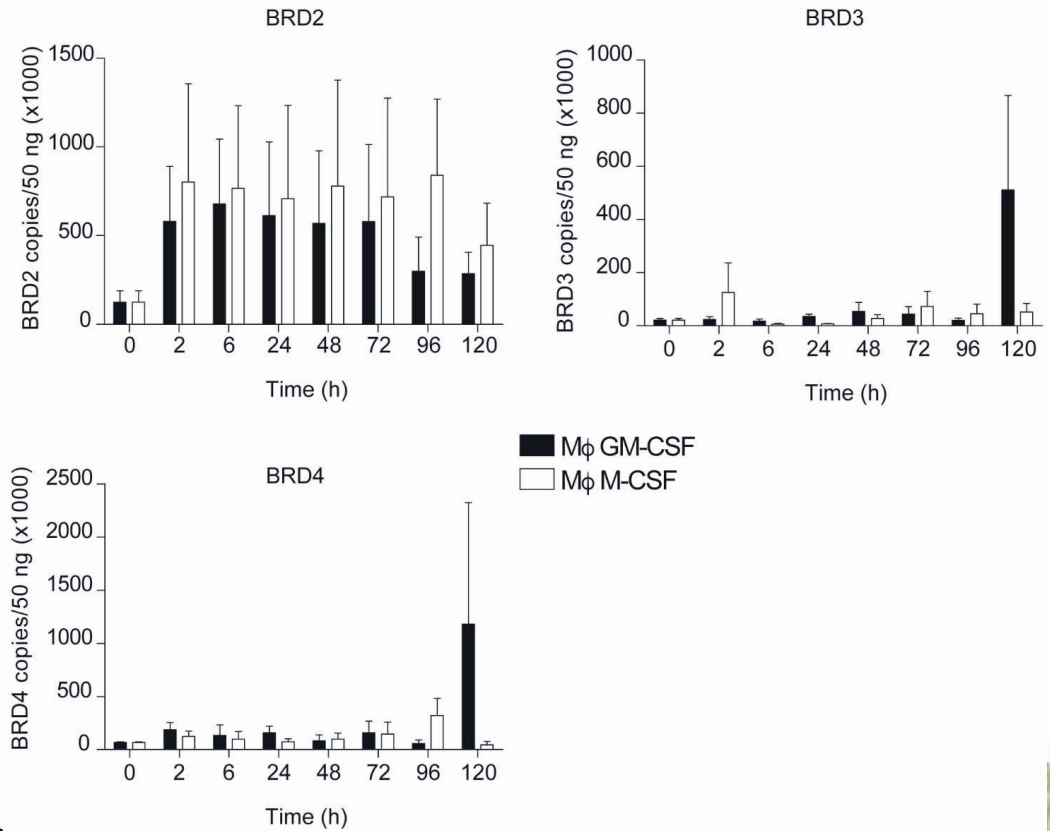 BRD2
BRD2 copies/50 ng (x1000)
1500
1000
500
0
0 2 6 24 48 72 96 120
Time (h)
BRD3
BRD3 copies/50 ng (x1000)
1000
800
600
400
200
0
0 2 6 24 48 72 96 120
Time (h)
Mϕ GM-CSF
Mϕ M-CSF
BRD4
BRD4 copies/50 ng (x1000)
2500
2000
1500
1000
500
0
0 2 6 24 48 72 96 120
Time (h)